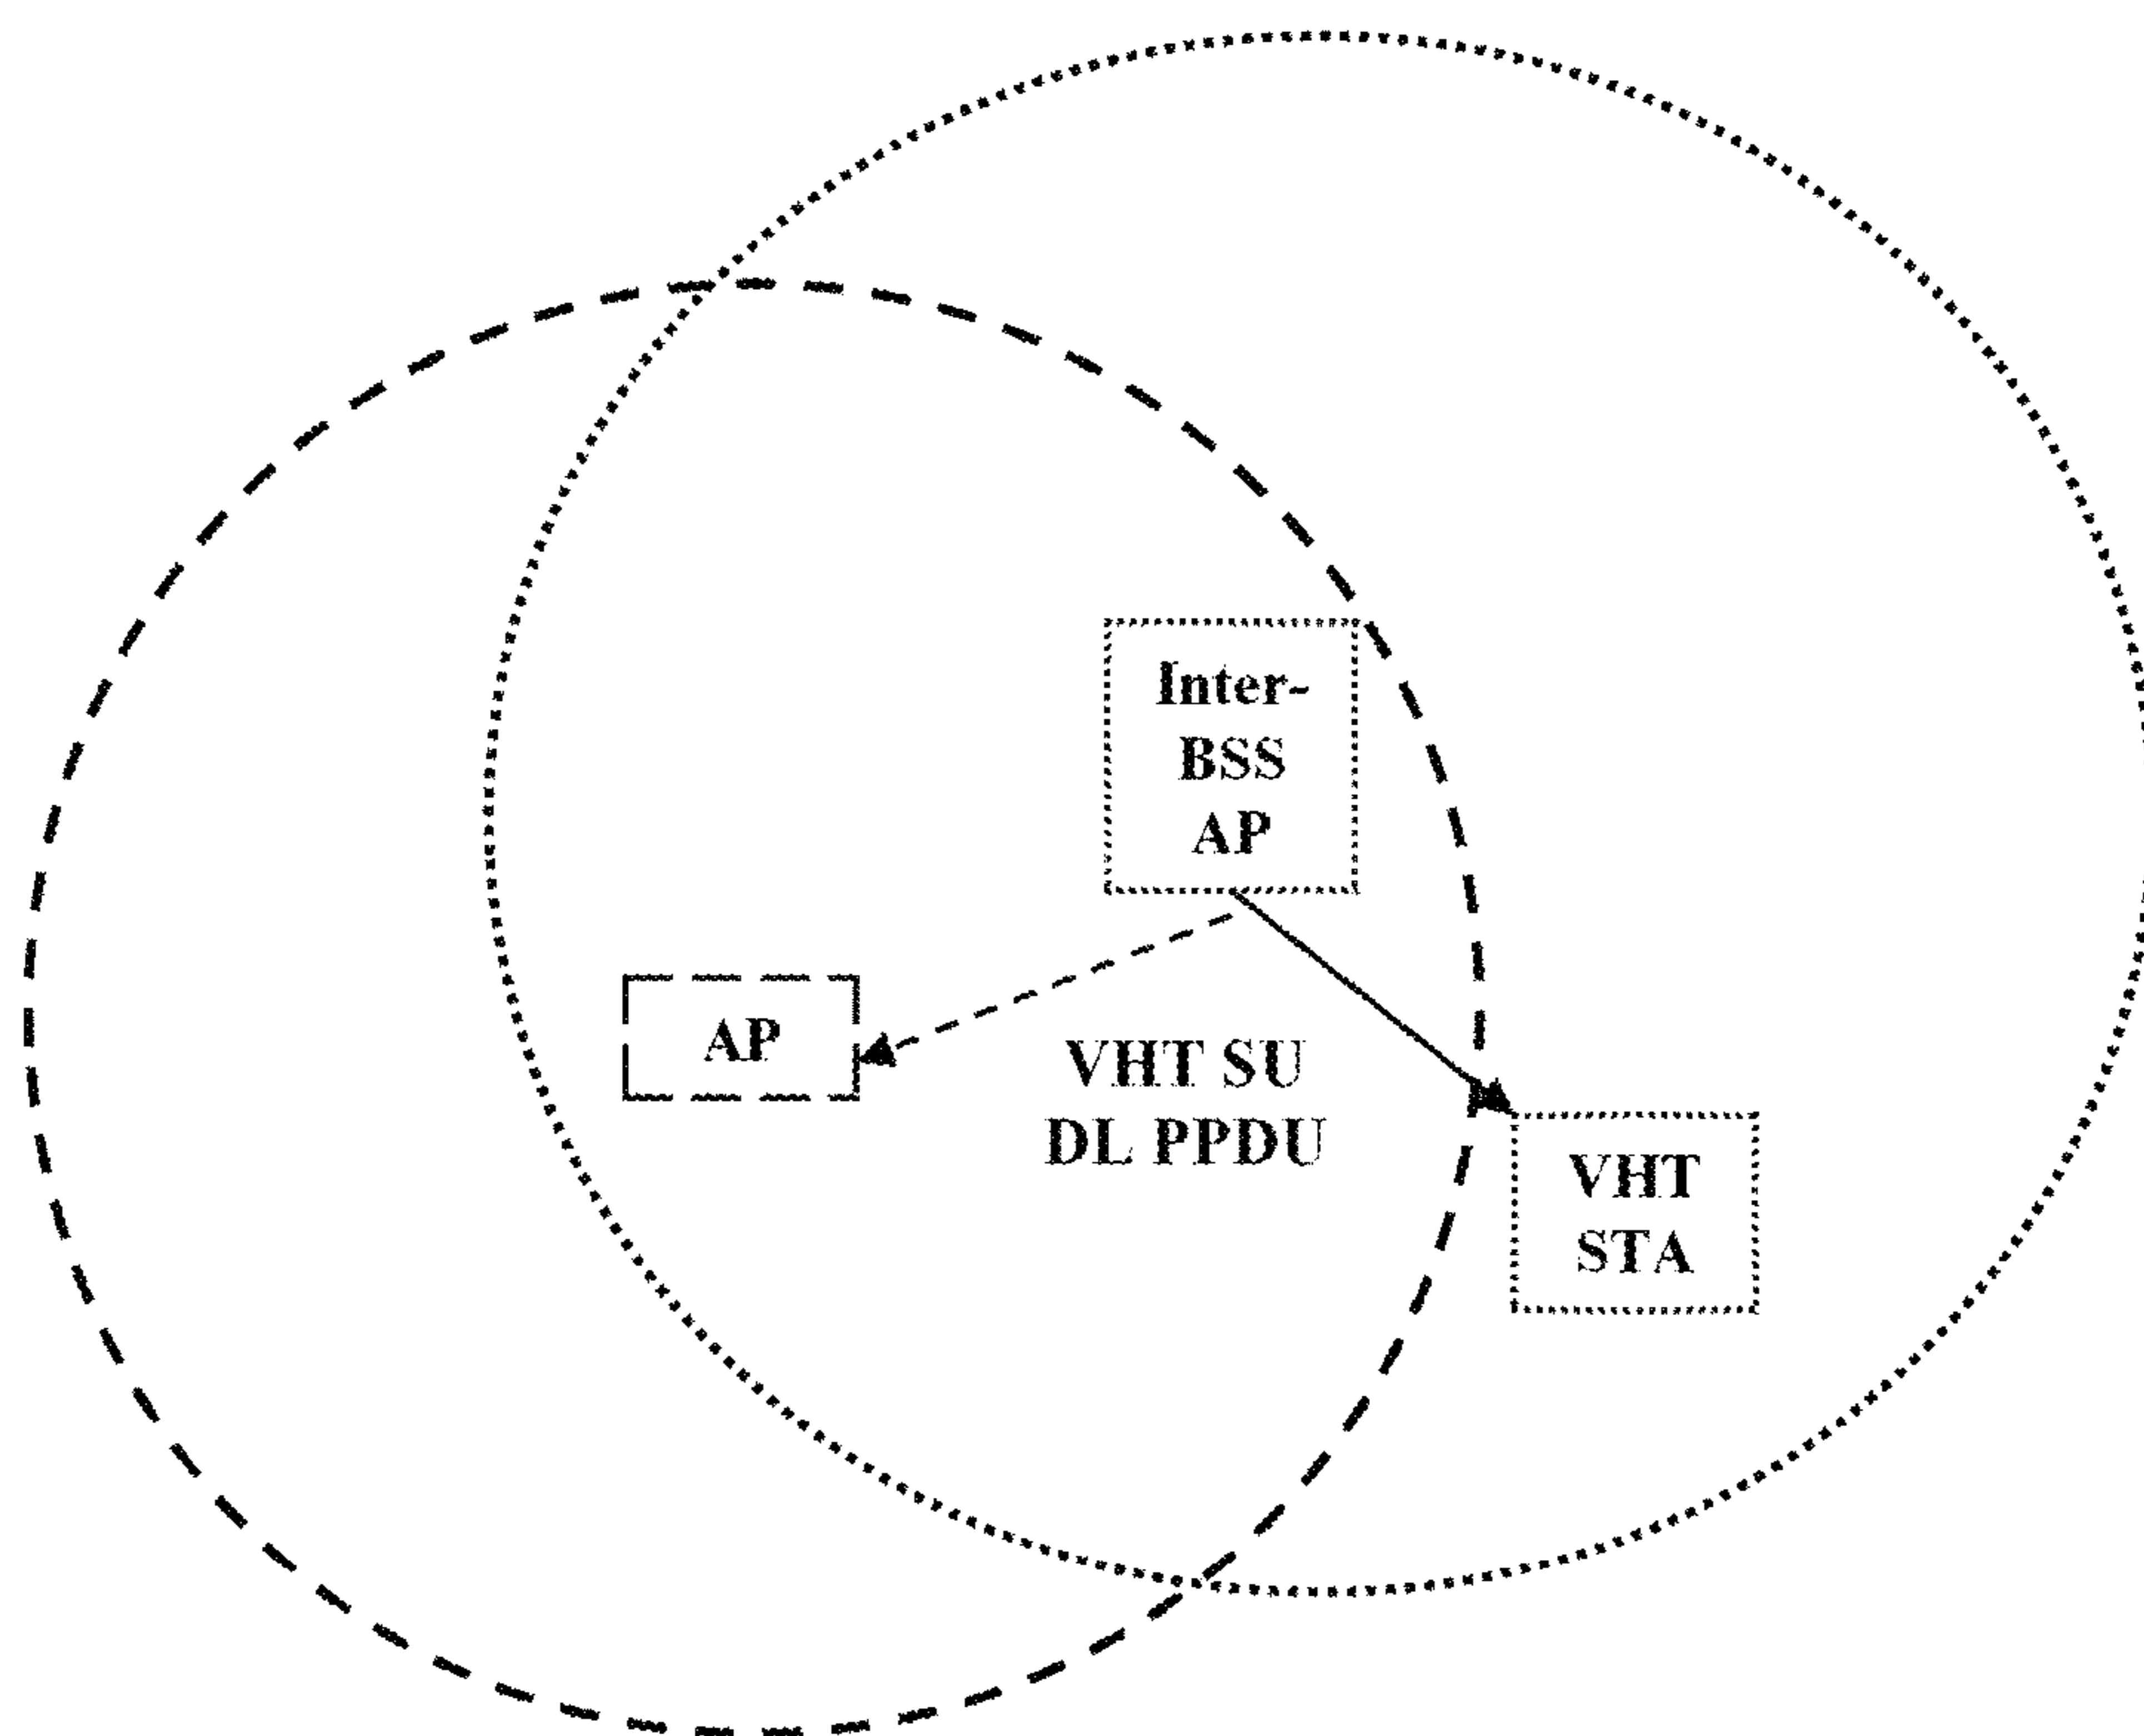 Inter-
BSS
AP
AP
VHT SU
DL PPDU
VHT
STA